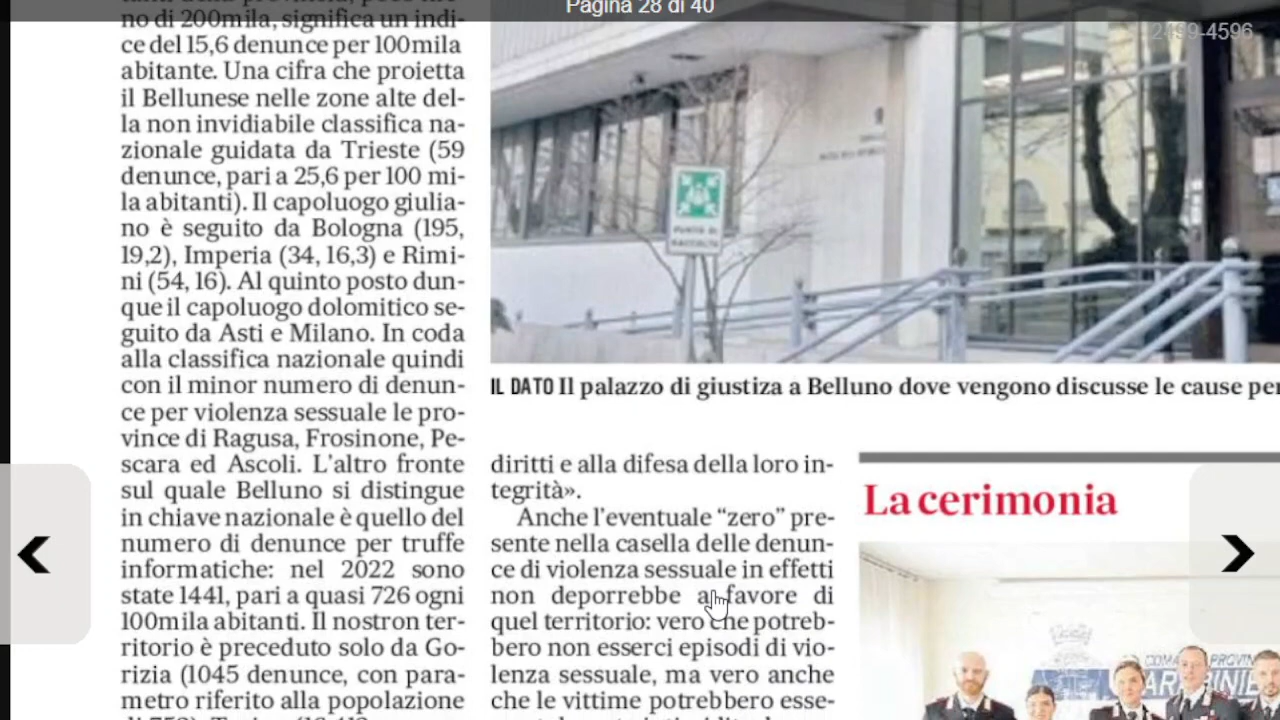 Pagina 28 di 40
2499-4596
no di 200mila, significa un indi-
ce del 15,6 denunce per 100mila
abitante. Una cifra che proietta
il Bellunese nelle zone alte del-
la non invidiabile classifica na-
zionale guidata da Trieste (59
denunce, pari a 25,6 per 100 mi-
la abitanti). Il capoluogo giulia-
no è seguito da Bologna (195,
19,2), Imperia (34, 16,3) e Rimi-
ni (54, 16). Al quinto posto dun-
que il capoluogo dolomitico se-
guito da Asti e Milano. In coda
alla classifica nazionale quindi
con il minor numero di denun-
ce per violenza sessuale le pro-
vince di Ragusa, Frosinone, Pe-
scara ed Ascoli. L'altro fronte
sul quale Belluno si distingue
in chiave nazionale è quello del
numero di denunce per truffe
informatiche: nel 2022 sono
state 1441, pari a quasi 726 ogni
100mila abitanti. Il nostron ter-
ritorio è preceduto solo da Go-
rizia (1045 denunce, con para-
metro riferito alla popolazione
PUNTO DI
RACCOLTA
IL DATO Il palazzo di giustiza a Belluno dove vengono discusse le cause per
diritti e alla difesa della loro in-
tegrità».
Anche l'eventuale “zero” pre-
sente nella casella delle denun-
ce di violenza sessuale in effetti
non deporrebbe a favore di
quel territorio: vero che potreb-
bero non esserci episodi di vio-
lenza sessuale, ma vero anche
che le vittime potrebbero esse-
La cerimonia